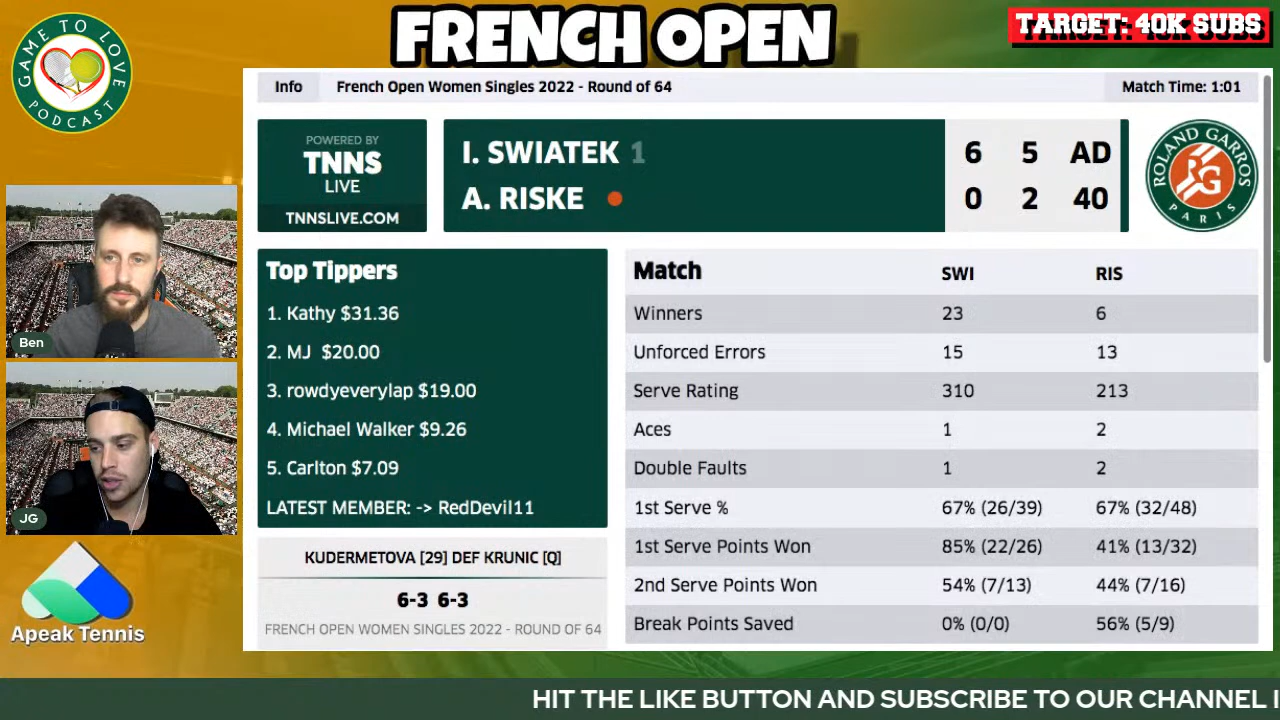 FRENCH OPEN
TARGET: 40K SUBS
GAME TO LOVE
PODCAST
Info French Open Women Singles 2022 - Round of 64 Match Time: 1:01
POWERED BY
TNNS
LIVE
TNNSLIVE.COM
I. SWIATEK 1 6 5 AD
A. RISKE 0 2 40
ROLAND GARROS
RG
PARIS
Ben
JG
Apeak Tennis
Top Tippers
1. Kathy $31.36
2. MJ $20.00
3. rowdyeverylap $19.00
4. Michael Walker $9.26
5. Carlton $7.09
LATEST MEMBER: -> RedDevil11
KUDERMETOVA [29] DEF KRUNIC [Q]
6-3 6-3
FRENCH OPEN WOMEN SINGLES 2022 - ROUND OF 64
Match SWI RIS
Winners 23 6
Unforced Errors 15 13
Serve Rating 310 213
Aces 1 2
Double Faults 1 2
1st Serve % 67% (26/39) 67% (32/48)
1st Serve Points Won 85% (22/26) 41% (13/32)
2nd Serve Points Won 54% (7/13) 44% (7/16)
Break Points Saved 0% (0/0) 56% (5/9)
HIT THE LIKE BUTTON AND SUBSCRIBE TO OUR CHANNEL